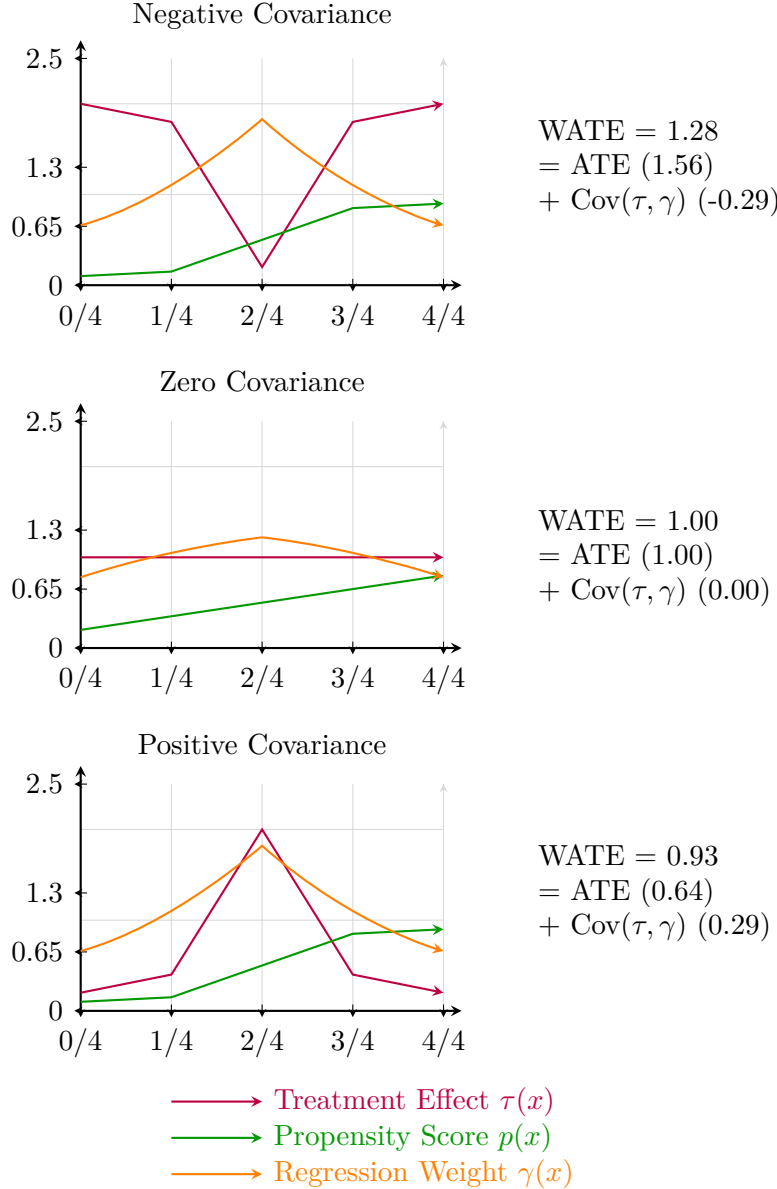 Negative Covariance
2.5
1.3
0.65
0
0/4 1/4 2/4 3/4 4/4
WATE = 1.28
= ATE (1.56)
+ Cov(τ, γ) (-0.29)
Zero Covariance
2.5
1.3
0.65
0
0/4 1/4 2/4 3/4 4/4
WATE = 1.00
= ATE (1.00)
+ Cov(τ, γ) (0.00)
Positive Covariance
2.5
1.3
0.65
0
0/4 1/4 2/4 3/4 4/4
WATE = 0.93
= ATE (0.64)
+ Cov(τ, γ) (0.29)
Treatment Effect τ(x)
Propensity Score p(x)
Regression Weight γ(x)